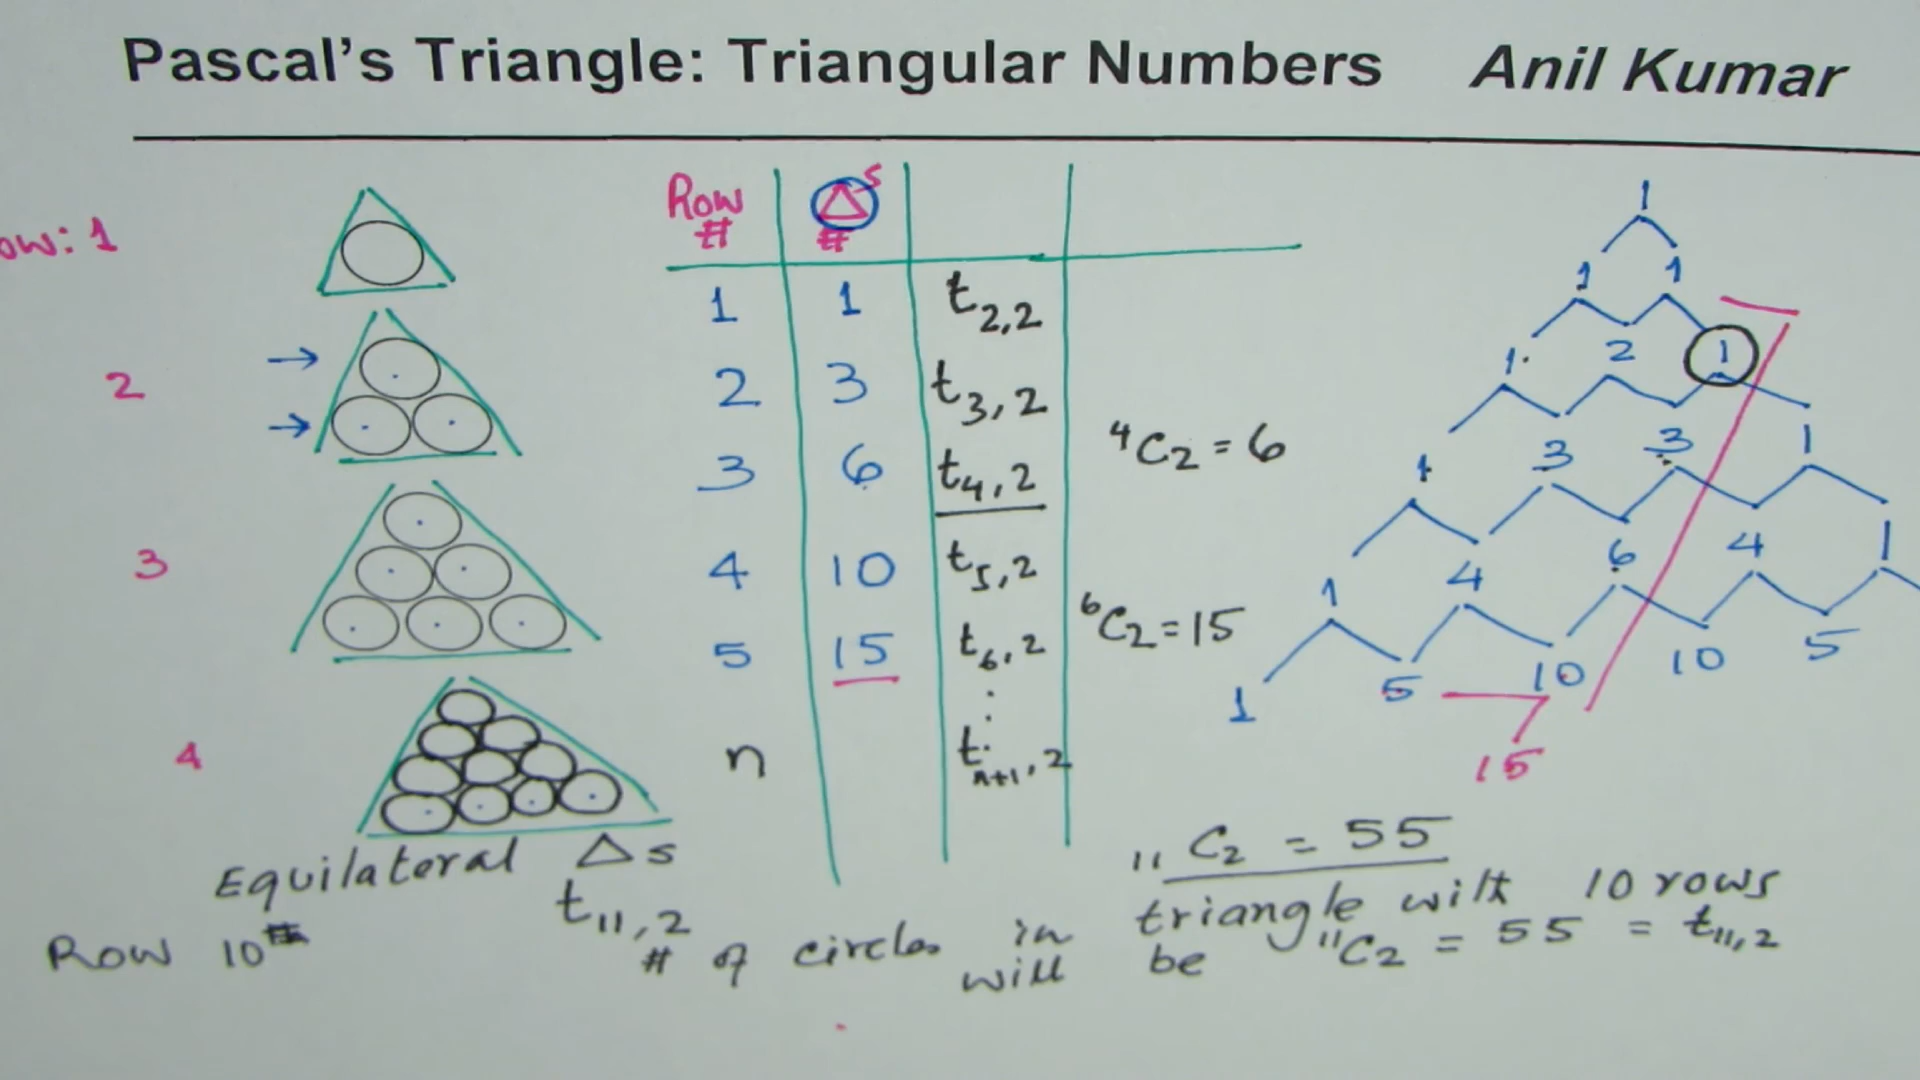 Pascal's Triangle: Triangular Numbers Anil Kumar
ow: 1
2
3
4
Equilateral Δs
Row 10th t11,2
Row # Δs #
1 1 t2,2
2 3 t3,2
3 6 t4,2 ⁴C₂ = 6
4 10 t5,2
5 15 t6,2 ⁶C₂ = 15
n tn+1,2
1
1 1
1 2 1
1 3 3 1
1 4 6 4 1
1 5 10 10 5
15
¹¹C₂ = 55
# of circles in triangle with 10 rows
will be ¹¹C₂ = 55 = t11,2